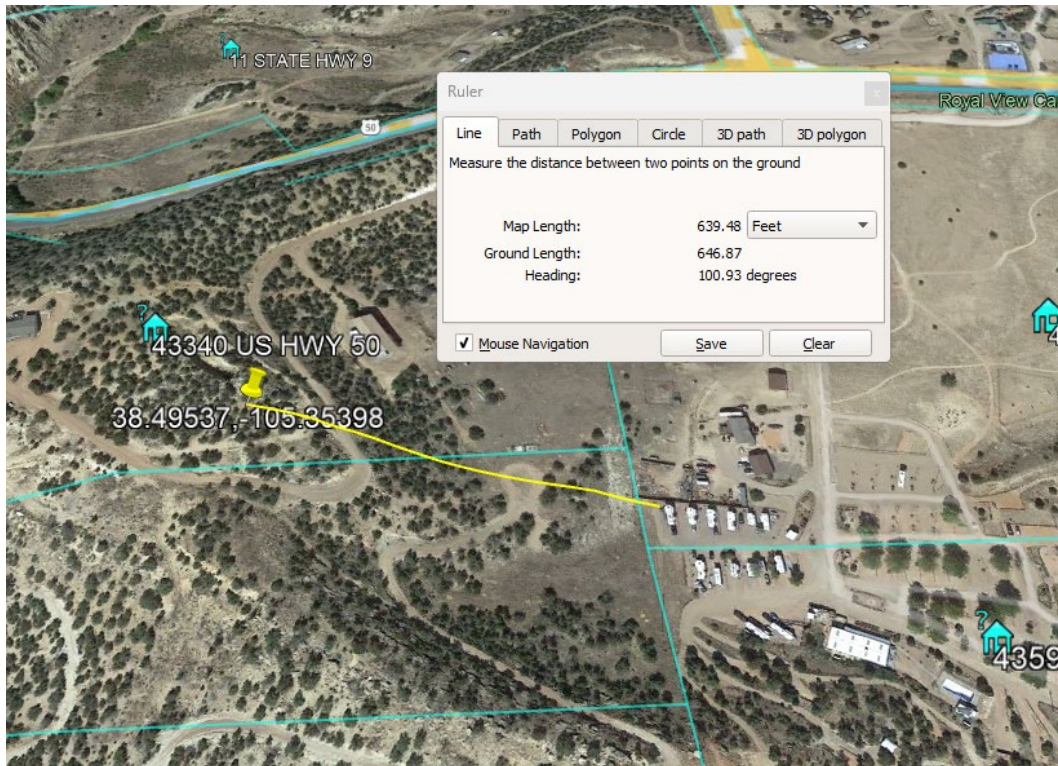 11 STATE HWY 9
Ruler
x
Royal View Ca
Line Path Polygon Circle 3D path 3D polygon
50
Measure the distance between two points on the ground
Map Length: 639.48 Feet
Ground Length: 646.87
Heading: 100.93 degrees
?
43340 US HWY 50
Mouse Navigation Save Clear
4
38.49537,-105.35398
?
4359